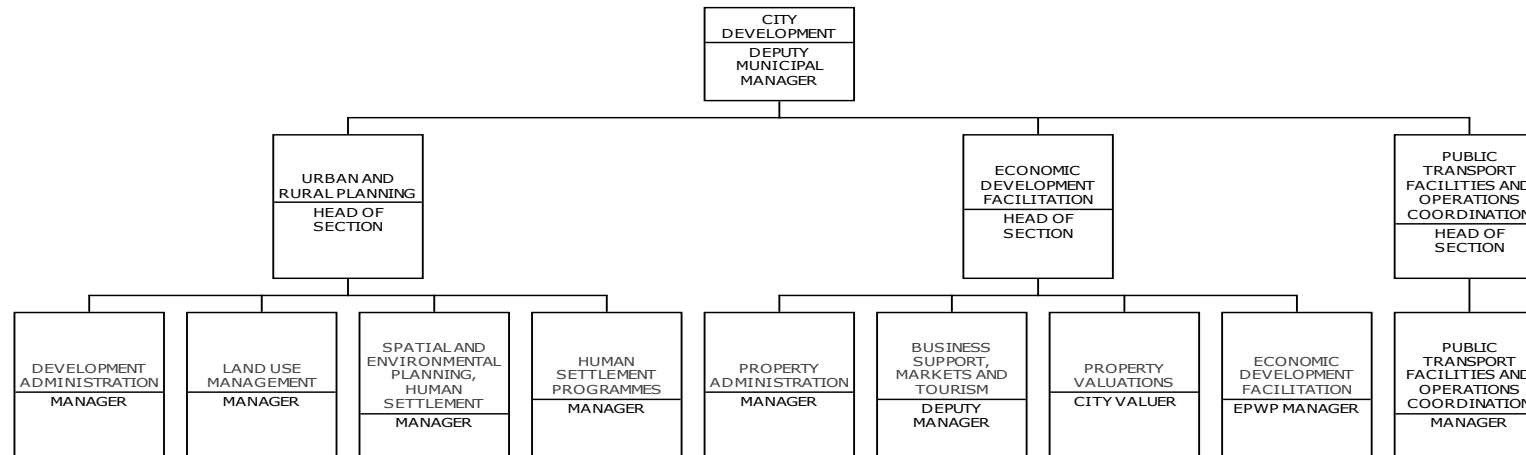 CITY
DEVELOPMENT
DEPUTY
MUNICIPAL
MANAGER
URBAN AND
RURAL PLANNING
HEAD OF
SECTION
ECONOMIC
DEVELOPMENT
FACILITATION
HEAD OF
SECTION
PUBLIC
TRANSPORT
FACILITIES AND
OPERATIONS
COORDINATION
HEAD OF
SECTION
DEVELOPMENT
ADMINISTRATION
MANAGER
LAND USE
MANAGEMENT
MANAGER
SPATIAL AND
ENVIRONMENTAL
PLANNING,
HUMAN
SETTLEMENT
MANAGER
HUMAN
SETTLEMENT
PROGRAMMES
MANAGER
PROPERTY
ADMINISTRATION
MANAGER
BUSINESS
SUPPORT,
MARKETS AND
TOURISM
DEPUTY
MANAGER
PROPERTY
VALUATIONS
CITY VALUER
ECONOMIC
DEVELOPMENT
FACILITATION
EPWP MANAGER
PUBLIC
TRANSPORT
FACILITIES AND
OPERATIONS
COORDINATION
MANAGER